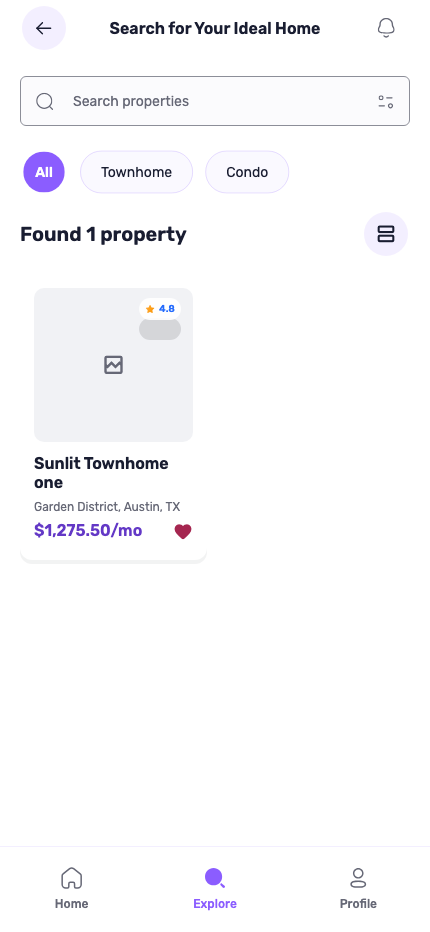 Search for Your Ideal Home
Search properties
All
Townhome
Condo
Found 1 property
4.8
Sunlit Townhome
one
Garden District, Austin, TX
$1,275.50/mo
Home
Explore
Profile